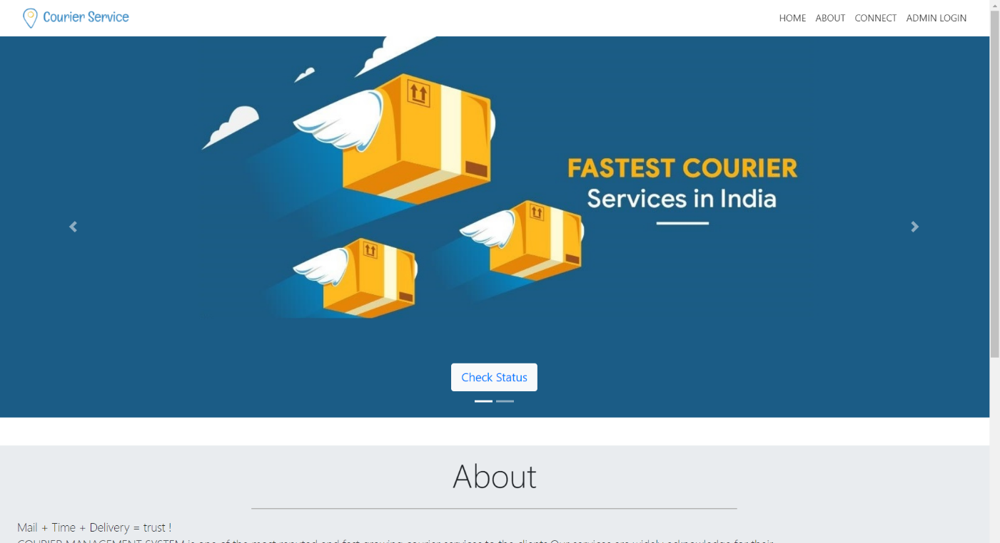 Courier Service
HOME ABOUT CONNECT ADMIN LOGIN
FASTEST COURIER
Services in India
Check Status
About
Mail + Time + Delivery = trust !
COURIER MANAGEMENT SYSTEM is one of the most reputed and fast growing courier services to the clients.Our services are widely acknowledge for their